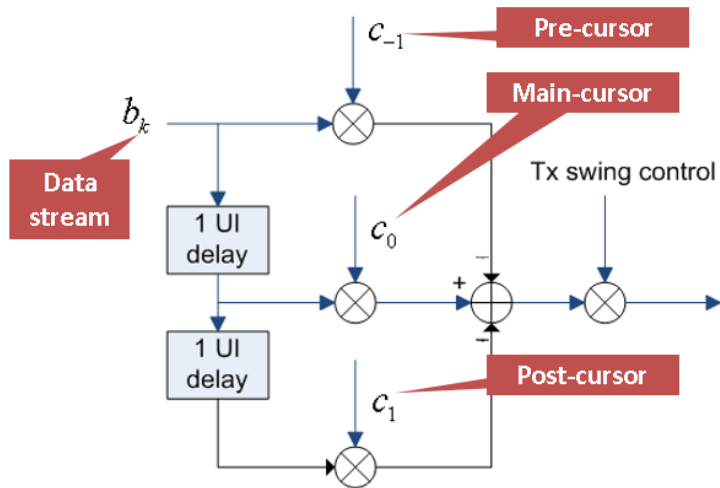 c₋₁
Pre-cursor
Main-cursor
bₖ
Data
stream
Tx swing control
1 UI
delay
c₀
−
+
−
1 UI
delay
Post-cursor
c₁